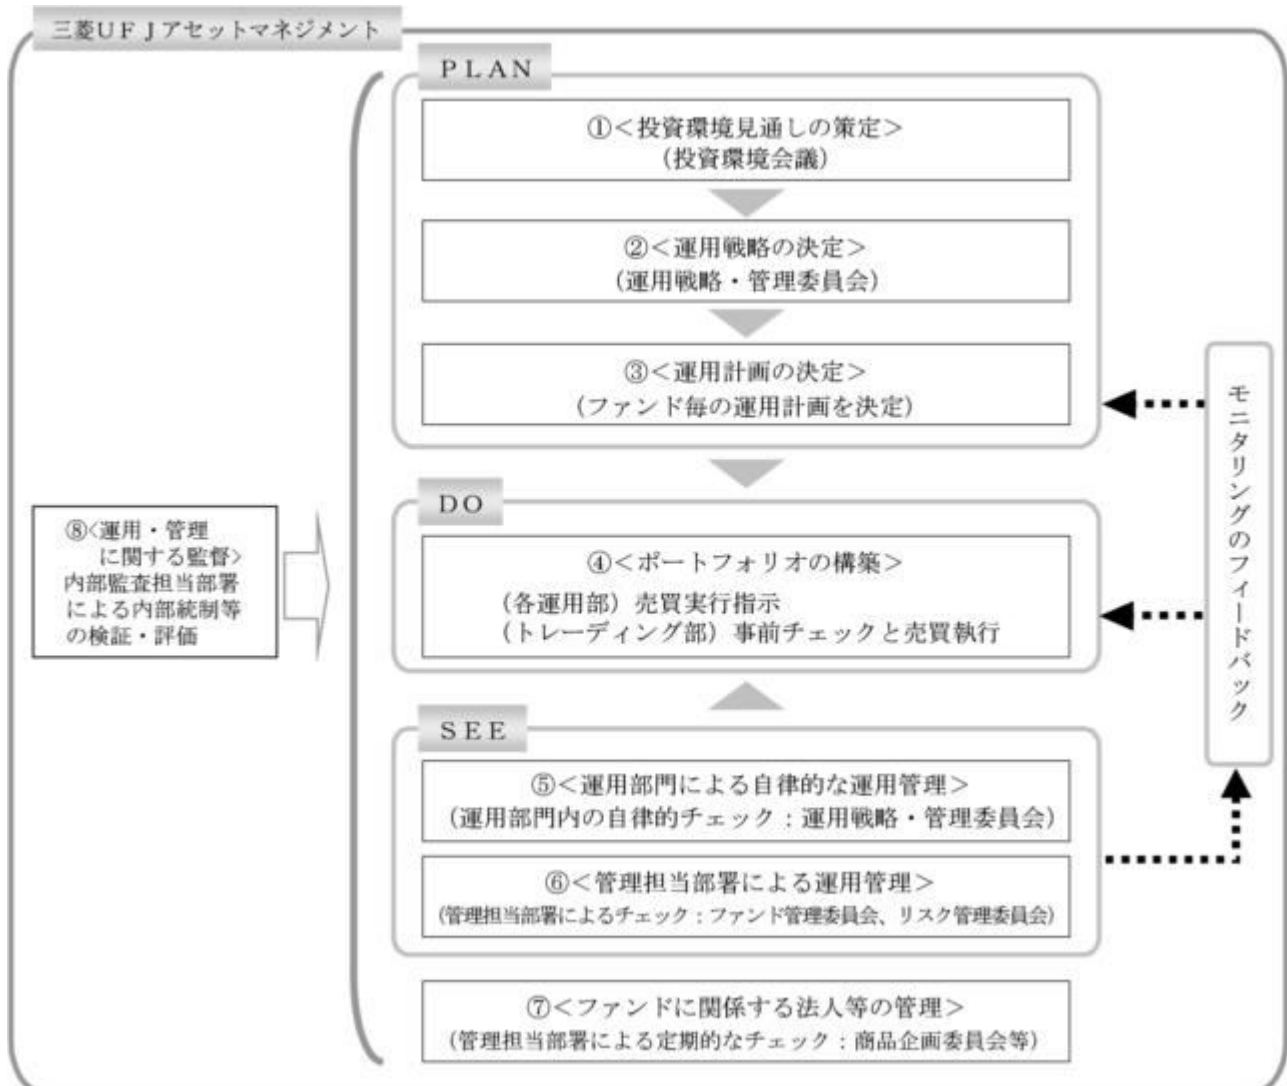 三菱UFJアセットマネジメント
PLAN
①<投資環境見通しの策定>
(投資環境会議)
②<運用戦略の決定>
(運用戦略・管理委員会)
③<運用計画の決定>
(ファンド毎の運用計画を決定)
DO
④<ポートフォリオの構築>
(各運用部)売買実行指示
(トレーディング部)事前チェックと売買執行
SEE
⑤<運用部門による自律的な運用管理>
(運用部門内の自律的チェック:運用戦略・管理委員会)
⑥<管理担当部署による運用管理>
(管理担当部署によるチェック:ファンド管理委員会、リスク管理委員会)
⑦<ファンドに関係する法人等の管理>
(管理担当部署による定期的なチェック:商品企画委員会等)
⑧<運用・管理
に関する監督>
内部監査担当部署
による内部統制等
の検証・評価
モニタリングのフィードバック